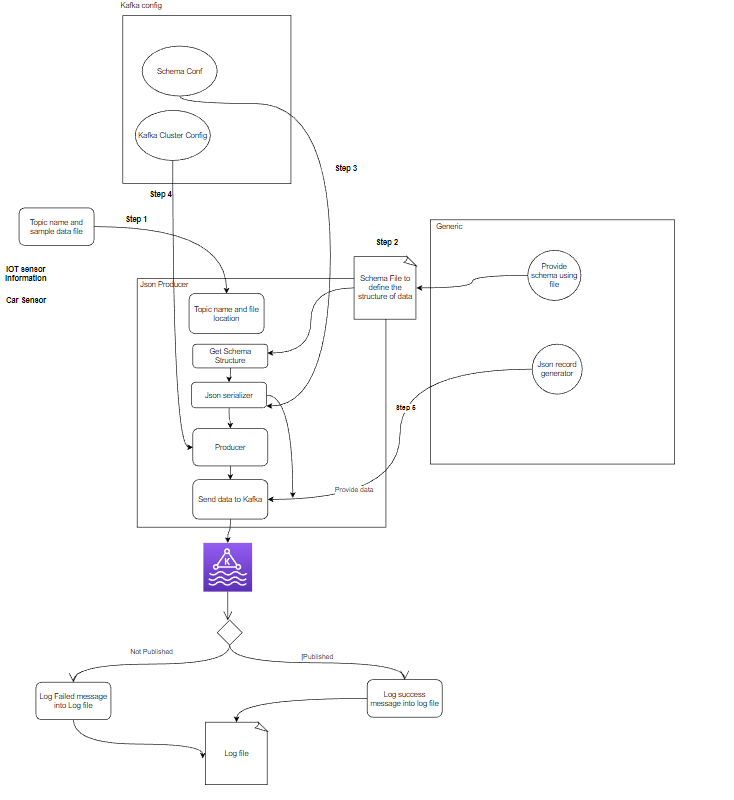 Kafka config
Schema Conf
Kafka Cluster Config
Step 3
Step 4
Topic name and
sample data file
Step 1
Step 2
Generic
IOT sensor
Information
Car Sensor
Json Producer
Schema File to
define the
structure of data
Provide
schema using
file
Topic name and file
location
Get Schema
Structure
Json record
generator
Json serializer
Step 5
Producer
Provide data
Send data to Kafka
K
Not Published
[Published
Log Failed message
into Log file
Log success
message into log file
Log file